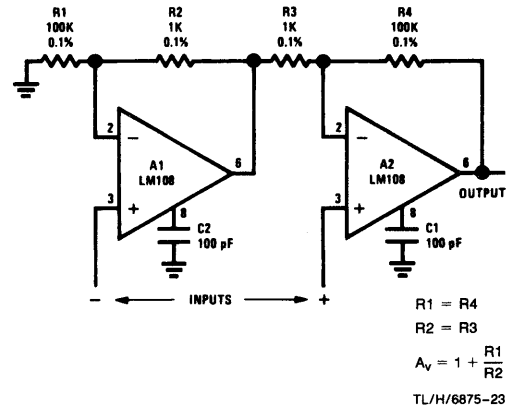 R1 R2 R3 R4
100K 1K 1K 100K
0.1% 0.1% 0.1% 0.1%
2 − 2 −
A1 6 A2 6
LM108 LM108
OUTPUT
3 + 8 3 + 8
C2 C1
100 pF 100 pF
− INPUTS +
R1 = R4
R2 = R3
Av = 1 + R1/R2
TL/H/6875-23